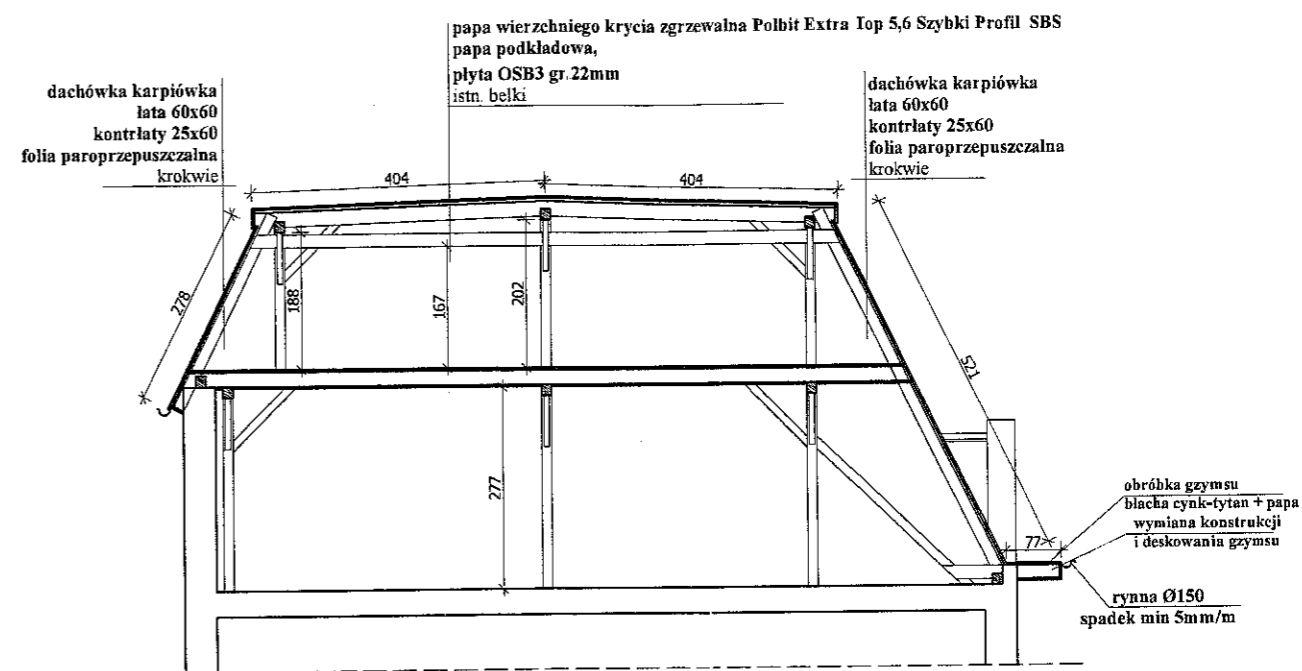 papa wierzchniego krycia zgrzewalna Polbit Extra Top 5,6 Szybki Profil SBS
papa podkładowa,
płyta OSB3 gr.22mm
istn. belki
dachówka karpiówka
łata 60x60
kontrłaty 25x60
folia paroprzepuszczalna
krokwie
dachówka karpiówka
łata 60x60
kontrłaty 25x60
folia paroprzepuszczalna
krokwie
404
404
278
188
167
202
521
277
77
obróbka gzymsu
blacha cynk-tytan + papa
wymiana konstrukcji
i deskowania gzymsu
rynna Ø150
spadek min 5mm/m